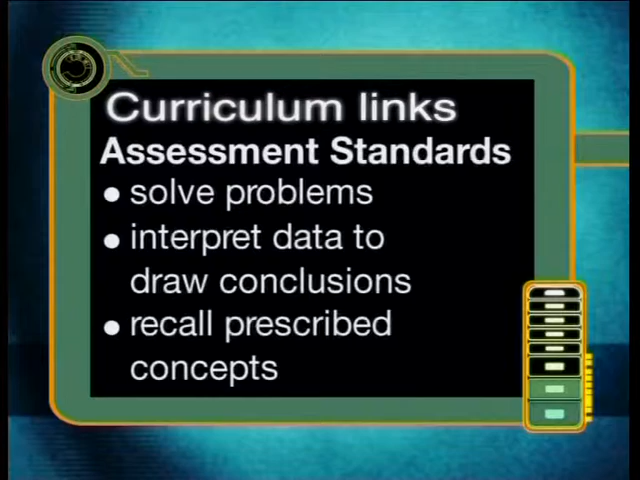 Curriculum links
Assessment Standards
● solve problems
● interpret data to
draw conclusions
● recall prescribed
concepts